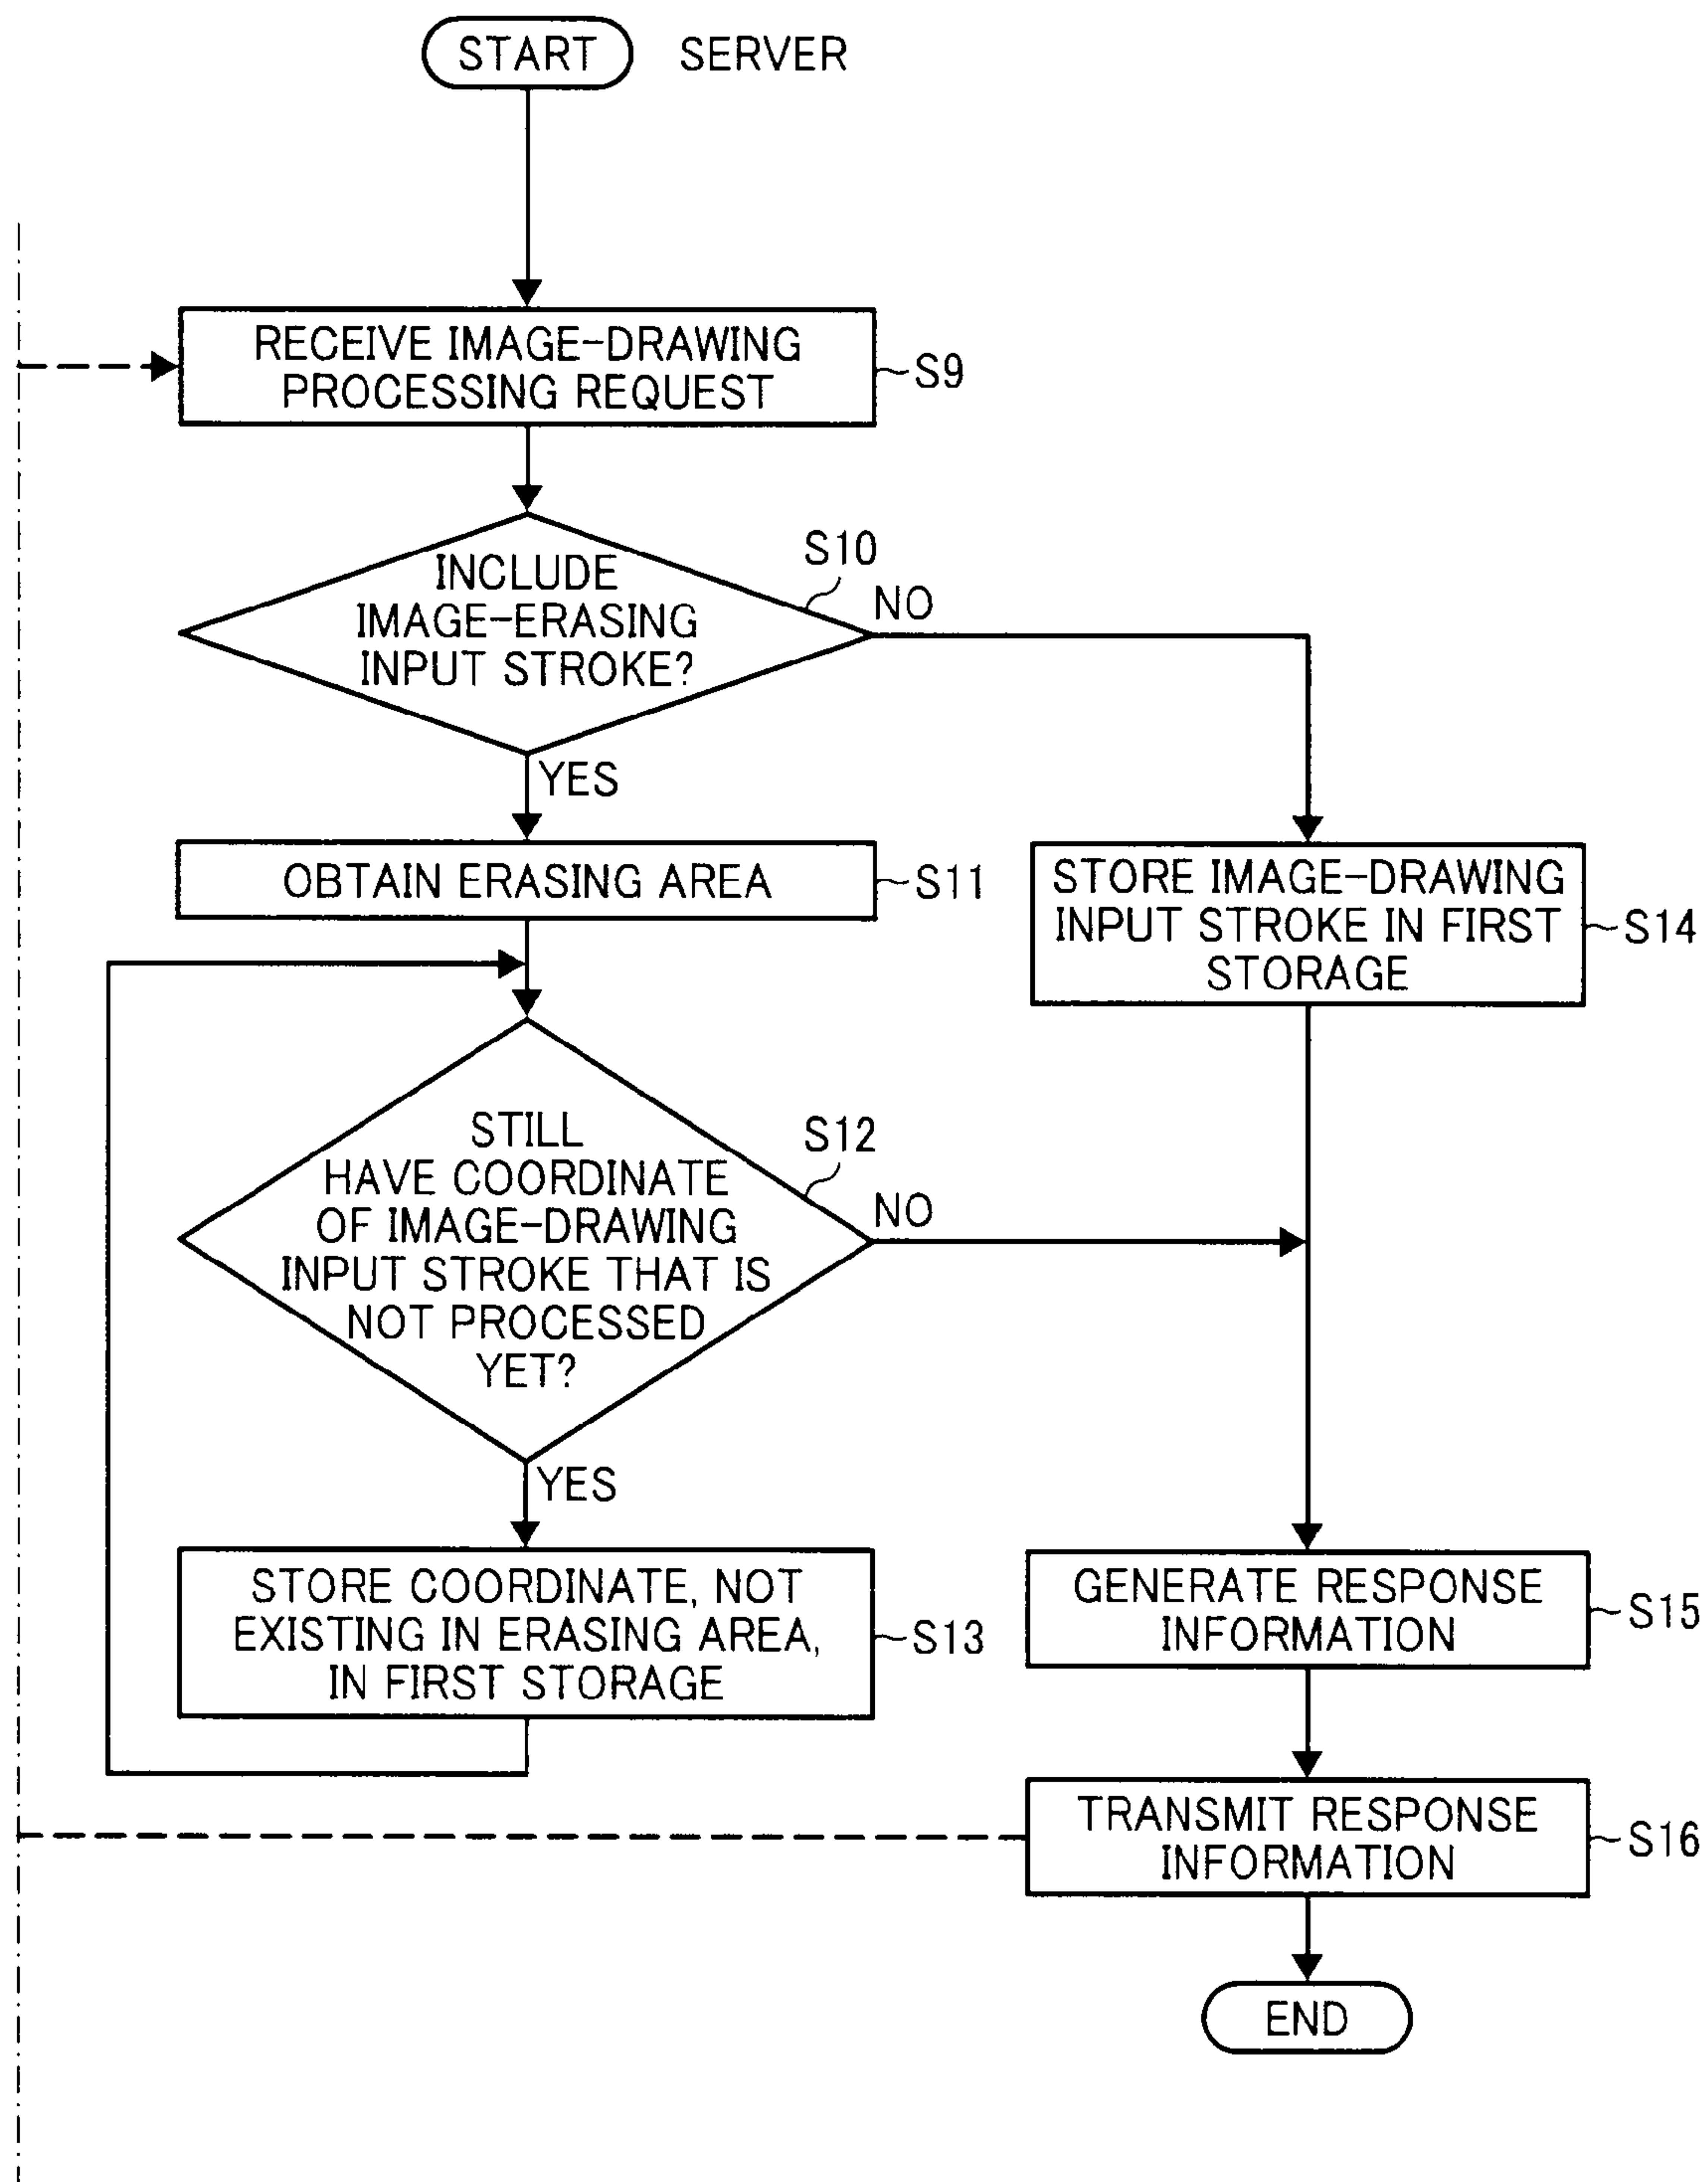 START
SERVER
RECEIVE IMAGE-DRAWING
PROCESSING REQUEST
S9
INCLUDE
IMAGE-ERASING
INPUT STROKE?
S10
NO
YES
OBTAIN ERASING AREA
S11
STORE IMAGE-DRAWING
INPUT STROKE IN FIRST
STORAGE
S14
STILL
HAVE COORDINATE
OF IMAGE-DRAWING
INPUT STROKE THAT IS
NOT PROCESSED
YET?
S12
NO
YES
STORE COORDINATE, NOT
EXISTING IN ERASING AREA,
IN FIRST STORAGE
S13
GENERATE RESPONSE
INFORMATION
S15
TRANSMIT RESPONSE
INFORMATION
S16
END